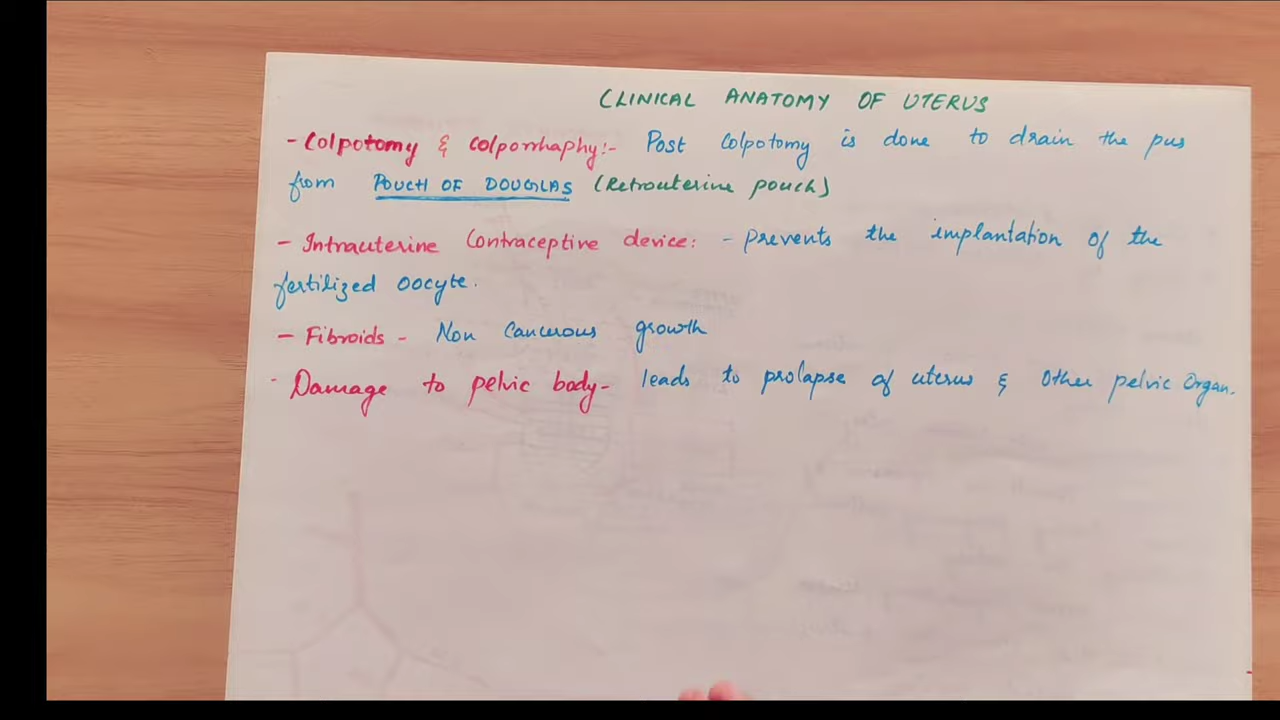 CLINICAL ANATOMY OF UTERUS
- Colpotomy & colporrhaphy:- Post Colpotomy is done to drain the pus
from POUCH OF DOUGLAS (Retrouterine pouch)
- Intrauterine Contraceptive device: - prevents the implantation of the
fertilized oocyte.
- Fibroids - Non Cancerous growth
- Damage to pelvic body- leads to prolapse of uterus & Other pelvic Organ.